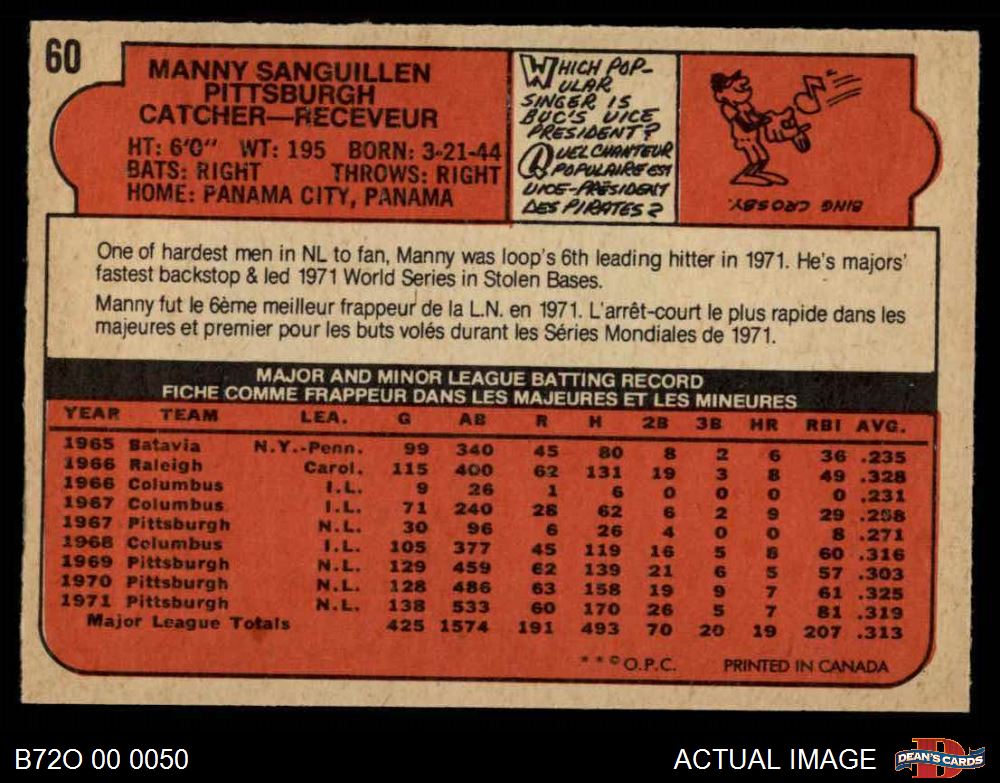 60
MANNY SANGUILLEN
PITTSBURGH
CATCHER—RECEVEUR
HT: 6'0" WT: 195 BORN: 3-21-44
BATS: RIGHT THROWS: RIGHT
HOME: PANAMA CITY, PANAMA
WHICH POP-
ULAR
SINGER IS
BUC'S VICE
PRESIDENT?
QUEL CHANTEUR
POPULAIRE EST
VICE-PRÉSIDENT
DES PIRATES?
BING CROSBY.
One of hardest men in NL to fan, Manny was loop's 6th leading hitter in 1971. He's majors'
fastest backstop & led 1971 World Series in Stolen Bases.
Manny fut le 6ème meilleur frappeur de la L.N. en 1971. L'arrêt-court le plus rapide dans les
majeures et premier pour les buts volés durant les Séries Mondiales de 1971.
MAJOR AND MINOR LEAGUE BATTING RECORD
FICHE COMME FRAPPEUR DANS LES MAJEURES ET LES MINEURES
YEAR TEAM LEA. G AB R H 2B 3B HR RBI AVG.
1965 Batavia N.Y.-Penn. 99 340 45 80 8 2 6 36 .235
1966 Raleigh Carol. 115 400 62 131 19 3 8 49 .328
1966 Columbus I.L. 9 26 1 6 0 0 0 0 .231
1967 Columbus I.L. 71 240 28 62 6 2 9 29 .258
1967 Pittsburgh N.L. 30 96 6 26 4 0 0 8 .271
1968 Columbus I.L. 105 377 45 119 16 5 8 60 .316
1969 Pittsburgh N.L. 129 459 62 139 21 6 5 57 .303
1970 Pittsburgh N.L. 128 486 63 158 19 9 7 61 .325
1971 Pittsburgh N.L. 138 533 60 170 26 5 7 81 .319
Major League Totals 425 1574 191 493 70 20 19 207 .313
**©O.P.C. PRINTED IN CANADA
B72O 00 0050
ACTUAL IMAGE
D
DEAN'S CARDS